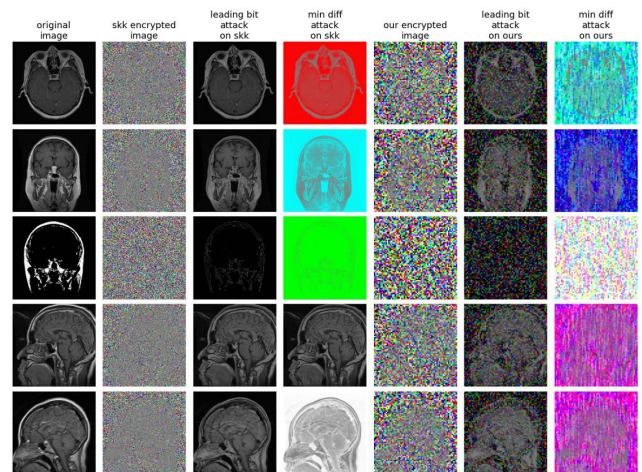 original
image
skk encrypted
image
leading bit
attack
on skk
min diff
attack
on skk
our encrypted
image
leading bit
attack
on ours
min diff
attack
on ours